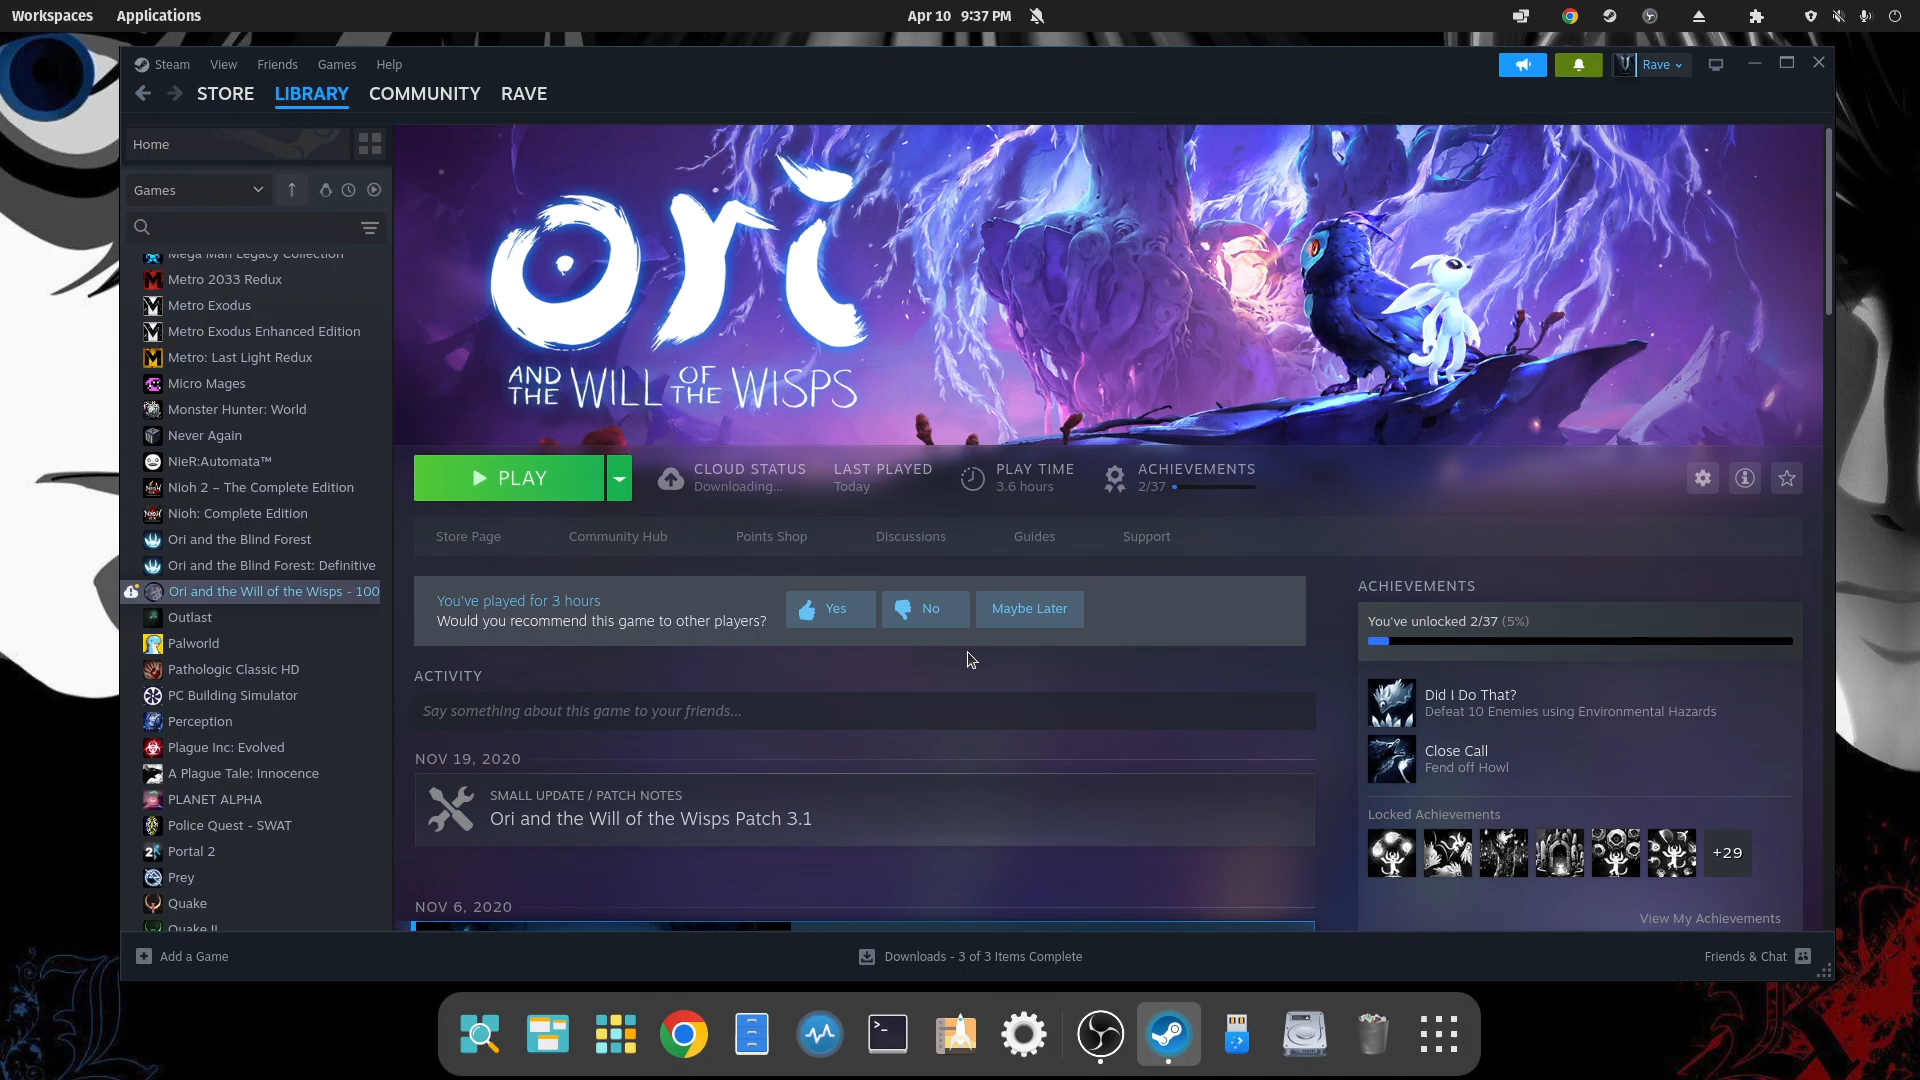 Workspaces Applications Apr 10 9:37 PM
Steam View Friends Games Help Rave
STORE LIBRARY COMMUNITY RAVE
Home
Games
Mega Man Legacy Collection
Metro 2033 Redux
Metro Exodus
Metro Exodus Enhanced Edition
Metro: Last Light Redux
Micro Mages
Monster Hunter: World
Never Again
NieR:Automata™
Nioh 2 – The Complete Edition
Nioh: Complete Edition
Ori and the Blind Forest
Ori and the Blind Forest: Definitive
Ori and the Will of the Wisps - 100
Outlast
Palworld
Pathologic Classic HD
PC Building Simulator
Perception
Plague Inc: Evolved
A Plague Tale: Innocence
PLANET ALPHA
Police Quest - SWAT
Portal 2
Prey
Quake
Quake II
ori
AND THE WILL OF THE WISPS
PLAY
CLOUD STATUS
Downloading...
LAST PLAYED
Today
PLAY TIME
3.6 hours
ACHIEVEMENTS
2/37
Store Page Community Hub Points Shop Discussions Guides Support
You've played for 3 hours
Would you recommend this game to other players?
Yes No Maybe Later
ACTIVITY
Say something about this game to your friends...
NOV 19, 2020
SMALL UPDATE / PATCH NOTES
Ori and the Will of the Wisps Patch 3.1
NOV 6, 2020
ACHIEVEMENTS
You've unlocked 2/37 (5%)
Did I Do That?
Defeat 10 Enemies using Environmental Hazards
Close Call
Fend off Howl
Locked Achievements
+29
View My Achievements
Add a Game Downloads - 3 of 3 Items Complete Friends & Chat